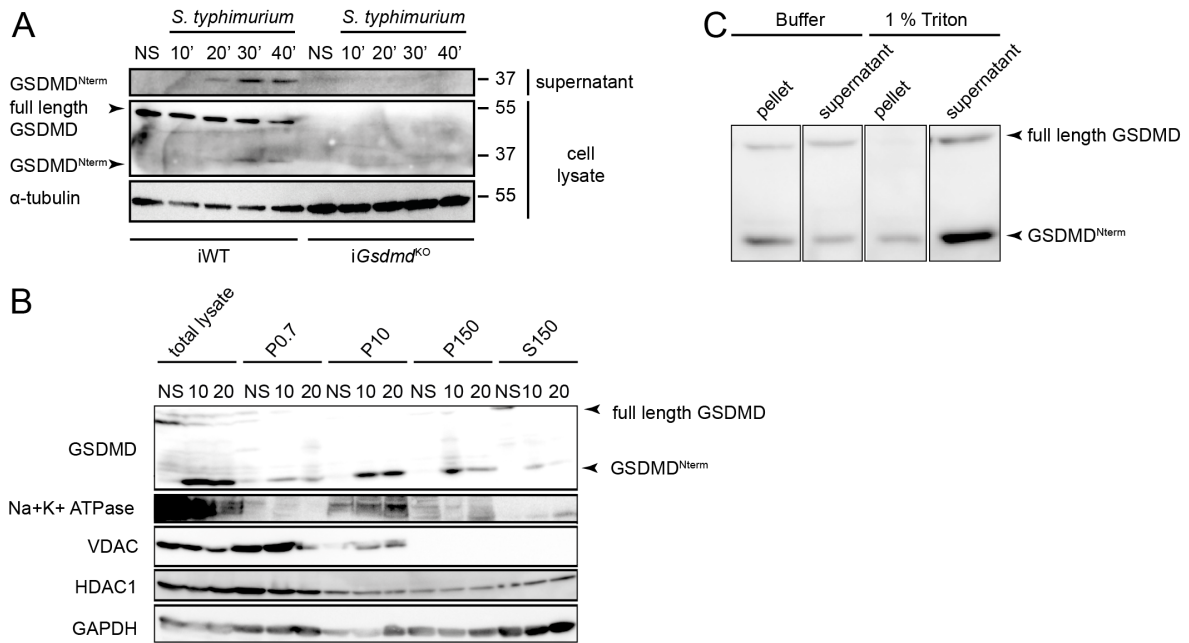 A
S. typhimurium S. typhimurium
NS 10’ 20’ 30’ 40’ NS 10’ 20’ 30’ 40’
GSDMDNterm
37
supernatant
full length
GSDMD
55
GSDMDNterm
37
cell
lysate
α-tubulin
55
iWT
iGsdmdKO
C
Buffer 1 % Triton
pellet supernatant pellet supernatant
full length GSDMD
GSDMDNterm
B
total lysate P0.7 P10 P150 S150
NS 10 20 NS 10 20 NS 10 20 NS 10 20 NS 10 20
full length GSDMD
GSDMD
GSDMDNterm
Na+K+ ATPase
VDAC
HDAC1
GAPDH